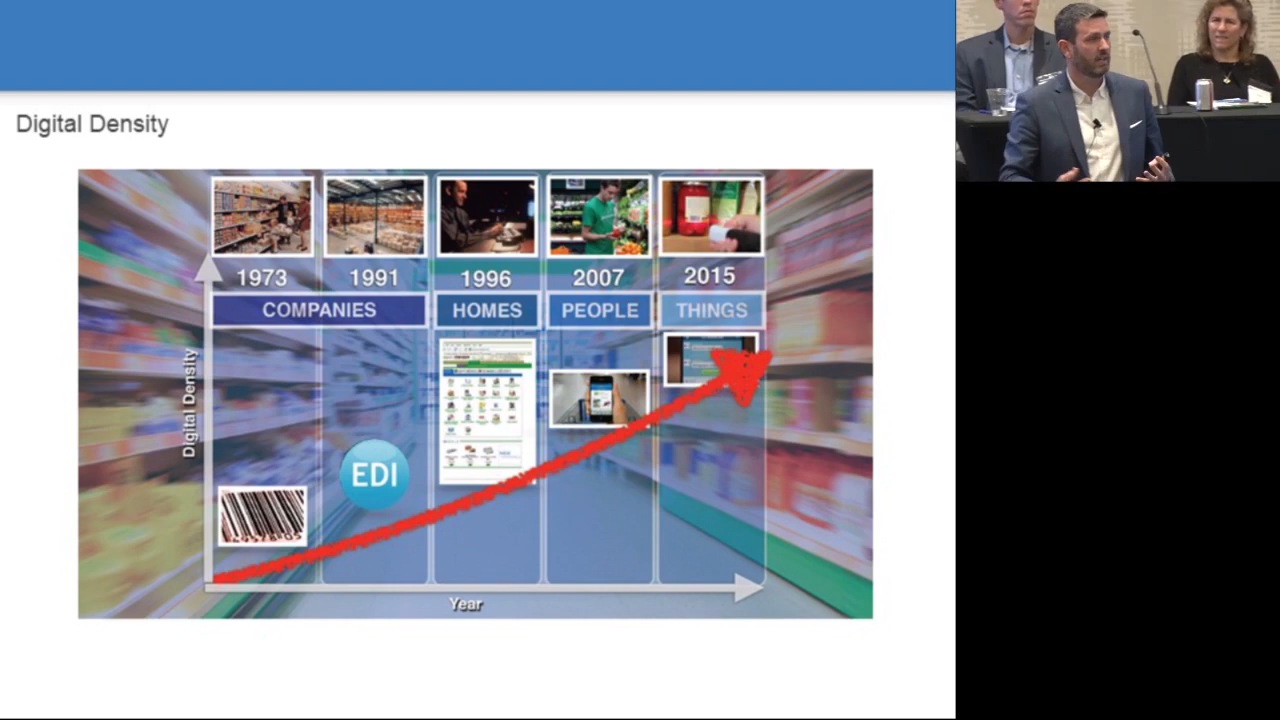 Digital Density
1973 1991 1996 2007 2015
COMPANIES HOMES PEOPLE THINGS
Digital Density
EDI
Year